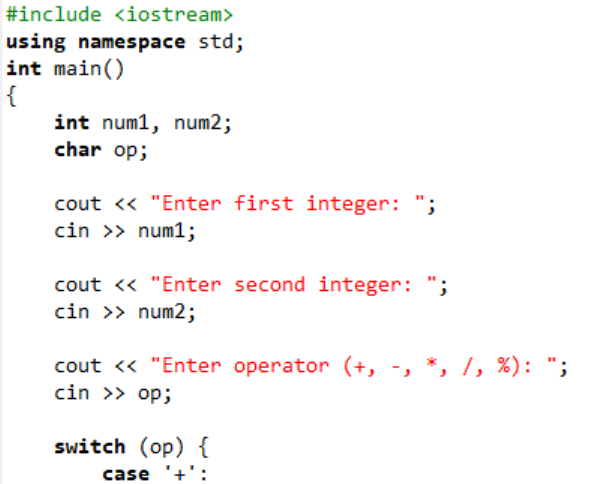 #include <iostream>
using namespace std;
int main()
{
    int num1, num2;
    char op;

    cout << "Enter first integer: ";
    cin >> num1;

    cout << "Enter second integer: ";
    cin >> num2;

    cout << "Enter operator (+, -, *, /, %): ";
    cin >> op;

    switch (op) {
        case '+':